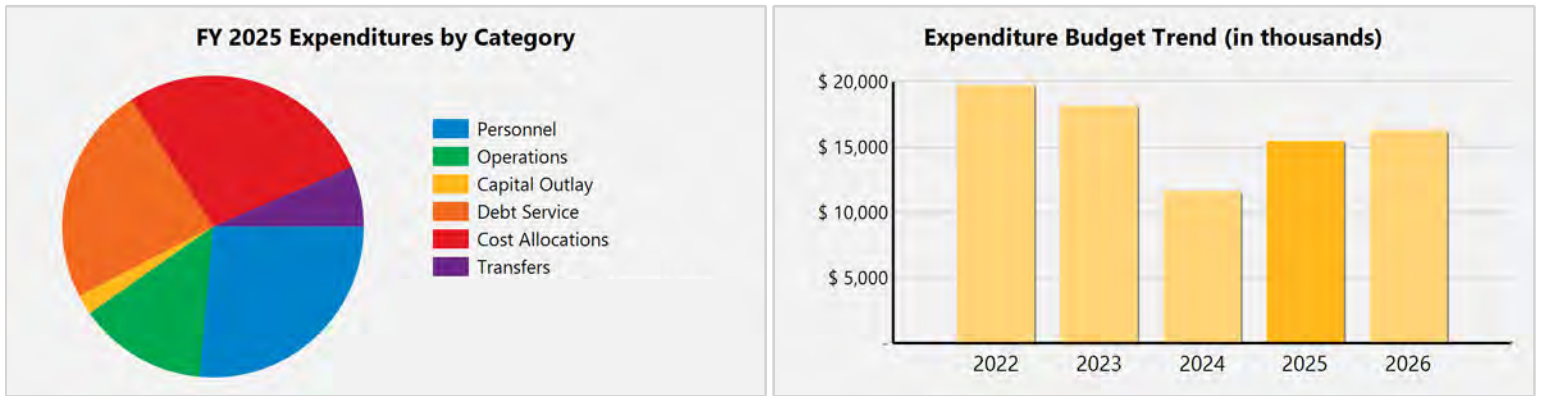 FY 2025 Expenditures by Category
Personnel
Operations
Capital Outlay
Debt Service
Cost Allocations
Transfers
Expenditure Budget Trend (in thousands)
$ 20,000
$ 15,000
$ 10,000
$ 5,000
-
2022 2023 2024 2025 2026